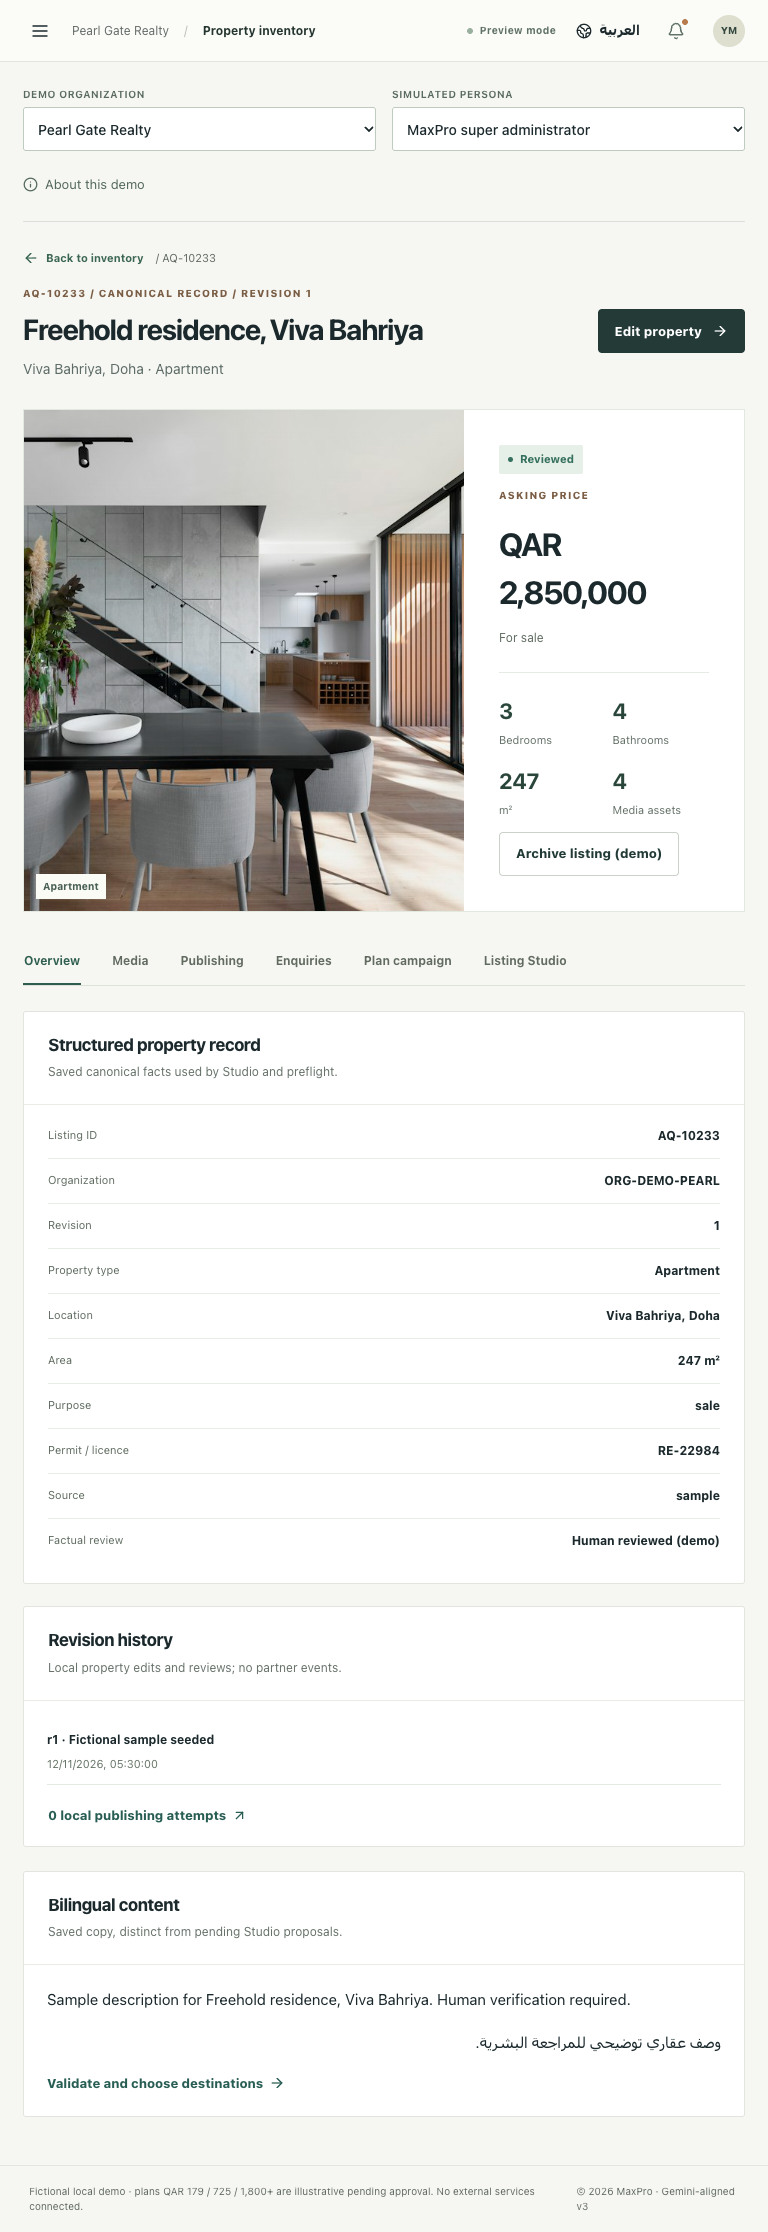 Pearl Gate Realty / Property inventory
Preview mode
العربية
YM
DEMO ORGANIZATION
Pearl Gate Realty
SIMULATED PERSONA
MaxPro super administrator
About this demo
Back to inventory / AQ-10233
AQ-10233 / CANONICAL RECORD / REVISION 1
Freehold residence, Viva Bahriya
Viva Bahriya, Doha · Apartment
Edit property
Apartment
Reviewed
ASKING PRICE
QAR
2,850,000
For sale
3
Bedrooms
4
Bathrooms
247
m²
4
Media assets
Archive listing (demo)
Overview
Media
Publishing
Enquiries
Plan campaign
Listing Studio
Structured property record
Saved canonical facts used by Studio and preflight.
Listing ID AQ-10233
Organization ORG-DEMO-PEARL
Revision 1
Property type Apartment
Location Viva Bahriya, Doha
Area 247 m²
Purpose sale
Permit / licence RE-22984
Source sample
Factual review Human reviewed (demo)
Revision history
Local property edits and reviews; no partner events.
r1 · Fictional sample seeded
12/11/2026, 05:30:00
0 local publishing attempts
Bilingual content
Saved copy, distinct from pending Studio proposals.
Sample description for Freehold residence, Viva Bahriya. Human verification required.
وصف عقاري توضيحي للمراجعة البشرية.
Validate and choose destinations
Fictional local demo · plans QAR 179 / 725 / 1,800+ are illustrative pending approval. No external services
connected.
© 2026 MaxPro · Gemini-aligned
v3